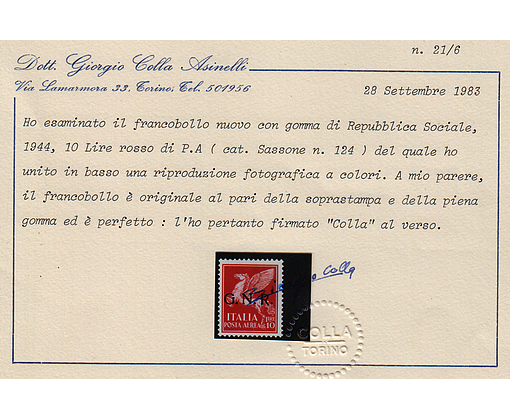 n. 21/6
Dott. Giorgio Colla Asinelli
Via Lamarmora 33, Torino, Tel. 501956
28 Settembre 1983
Ho esaminato il francobollo nuovo con gomma di Repubblica Sociale,
1944, 10 Lire rosso di P.A ( cat. Sassone n. 124 ) del quale ho
unito in basso una riproduzione fotografica a colori. A mio parere,
il francobollo è originale al pari della soprastampa e della piena
gomma ed è perfetto : l'ho pertanto firmato "Colla" al verso.
G.N.R.
Colla
ITALIA
POSTA AEREA
LIRE
10
COLLA
TORINO